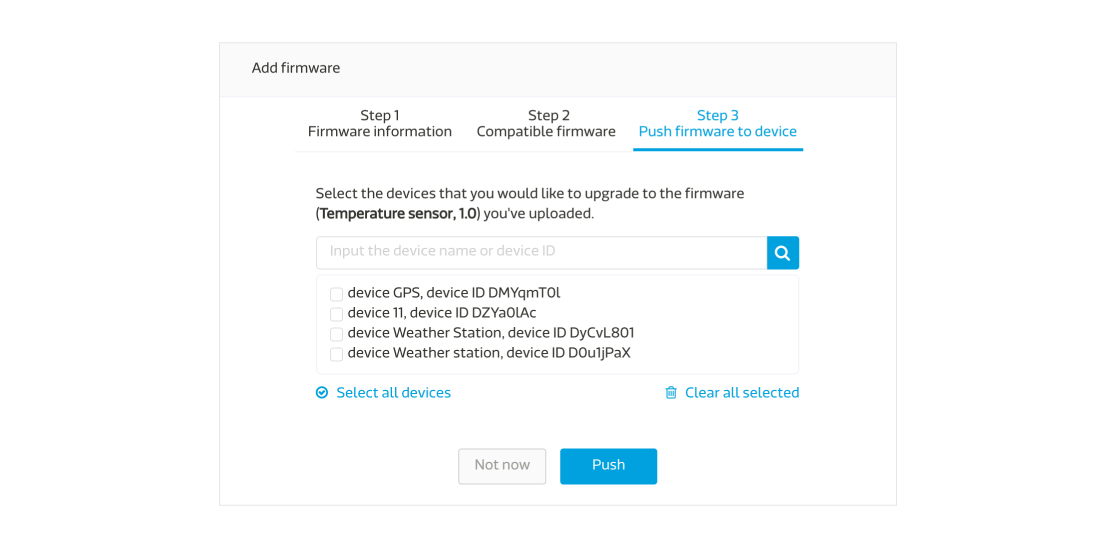 Add firmware
Step 1
Firmware information
Step 2
Compatible firmware
Step 3
Push firmware to device
Select the devices that you would like to upgrade to the firmware
(Temperature sensor, 1.0) you've uploaded.
Input the device name or device ID
device GPS, device ID DMYqmT0l
device 11, device ID DZYa0lAc
device Weather Station, device ID DyCvL801
device Weather station, device ID D0u1jPaX
Select all devices
Clear all selected
Not now
Push